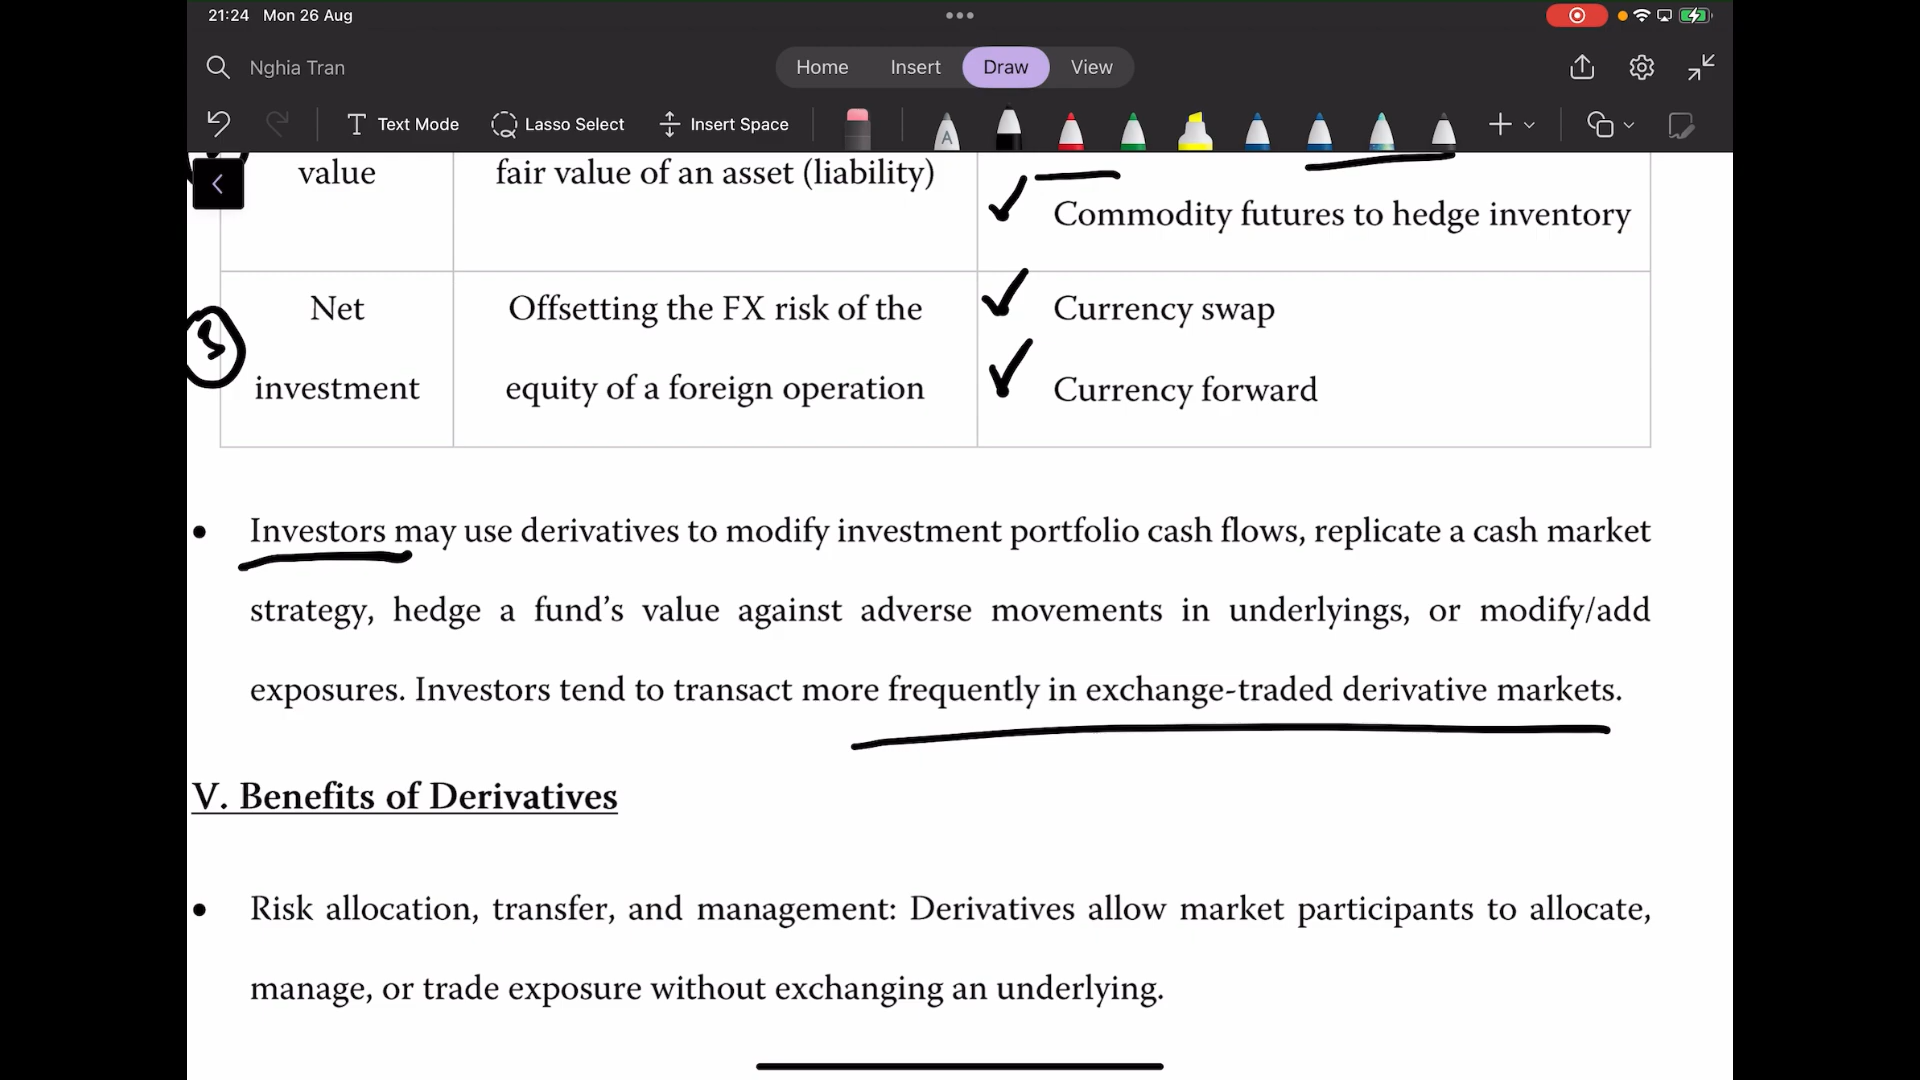 21:24 Mon 26 Aug
Nghia Tran
Home Insert Draw View
Text Mode Lasso Select Insert Space
A
value fair value of an asset (liability)
Commodity futures to hedge inventory
3
Net Offsetting the FX risk of the Currency swap
investment equity of a foreign operation Currency forward
• Investors may use derivatives to modify investment portfolio cash flows, replicate a cash market
strategy, hedge a fund’s value against adverse movements in underlyings, or modify/add
exposures. Investors tend to transact more frequently in exchange-traded derivative markets.
V. Benefits of Derivatives
• Risk allocation, transfer, and management: Derivatives allow market participants to allocate,
manage, or trade exposure without exchanging an underlying.